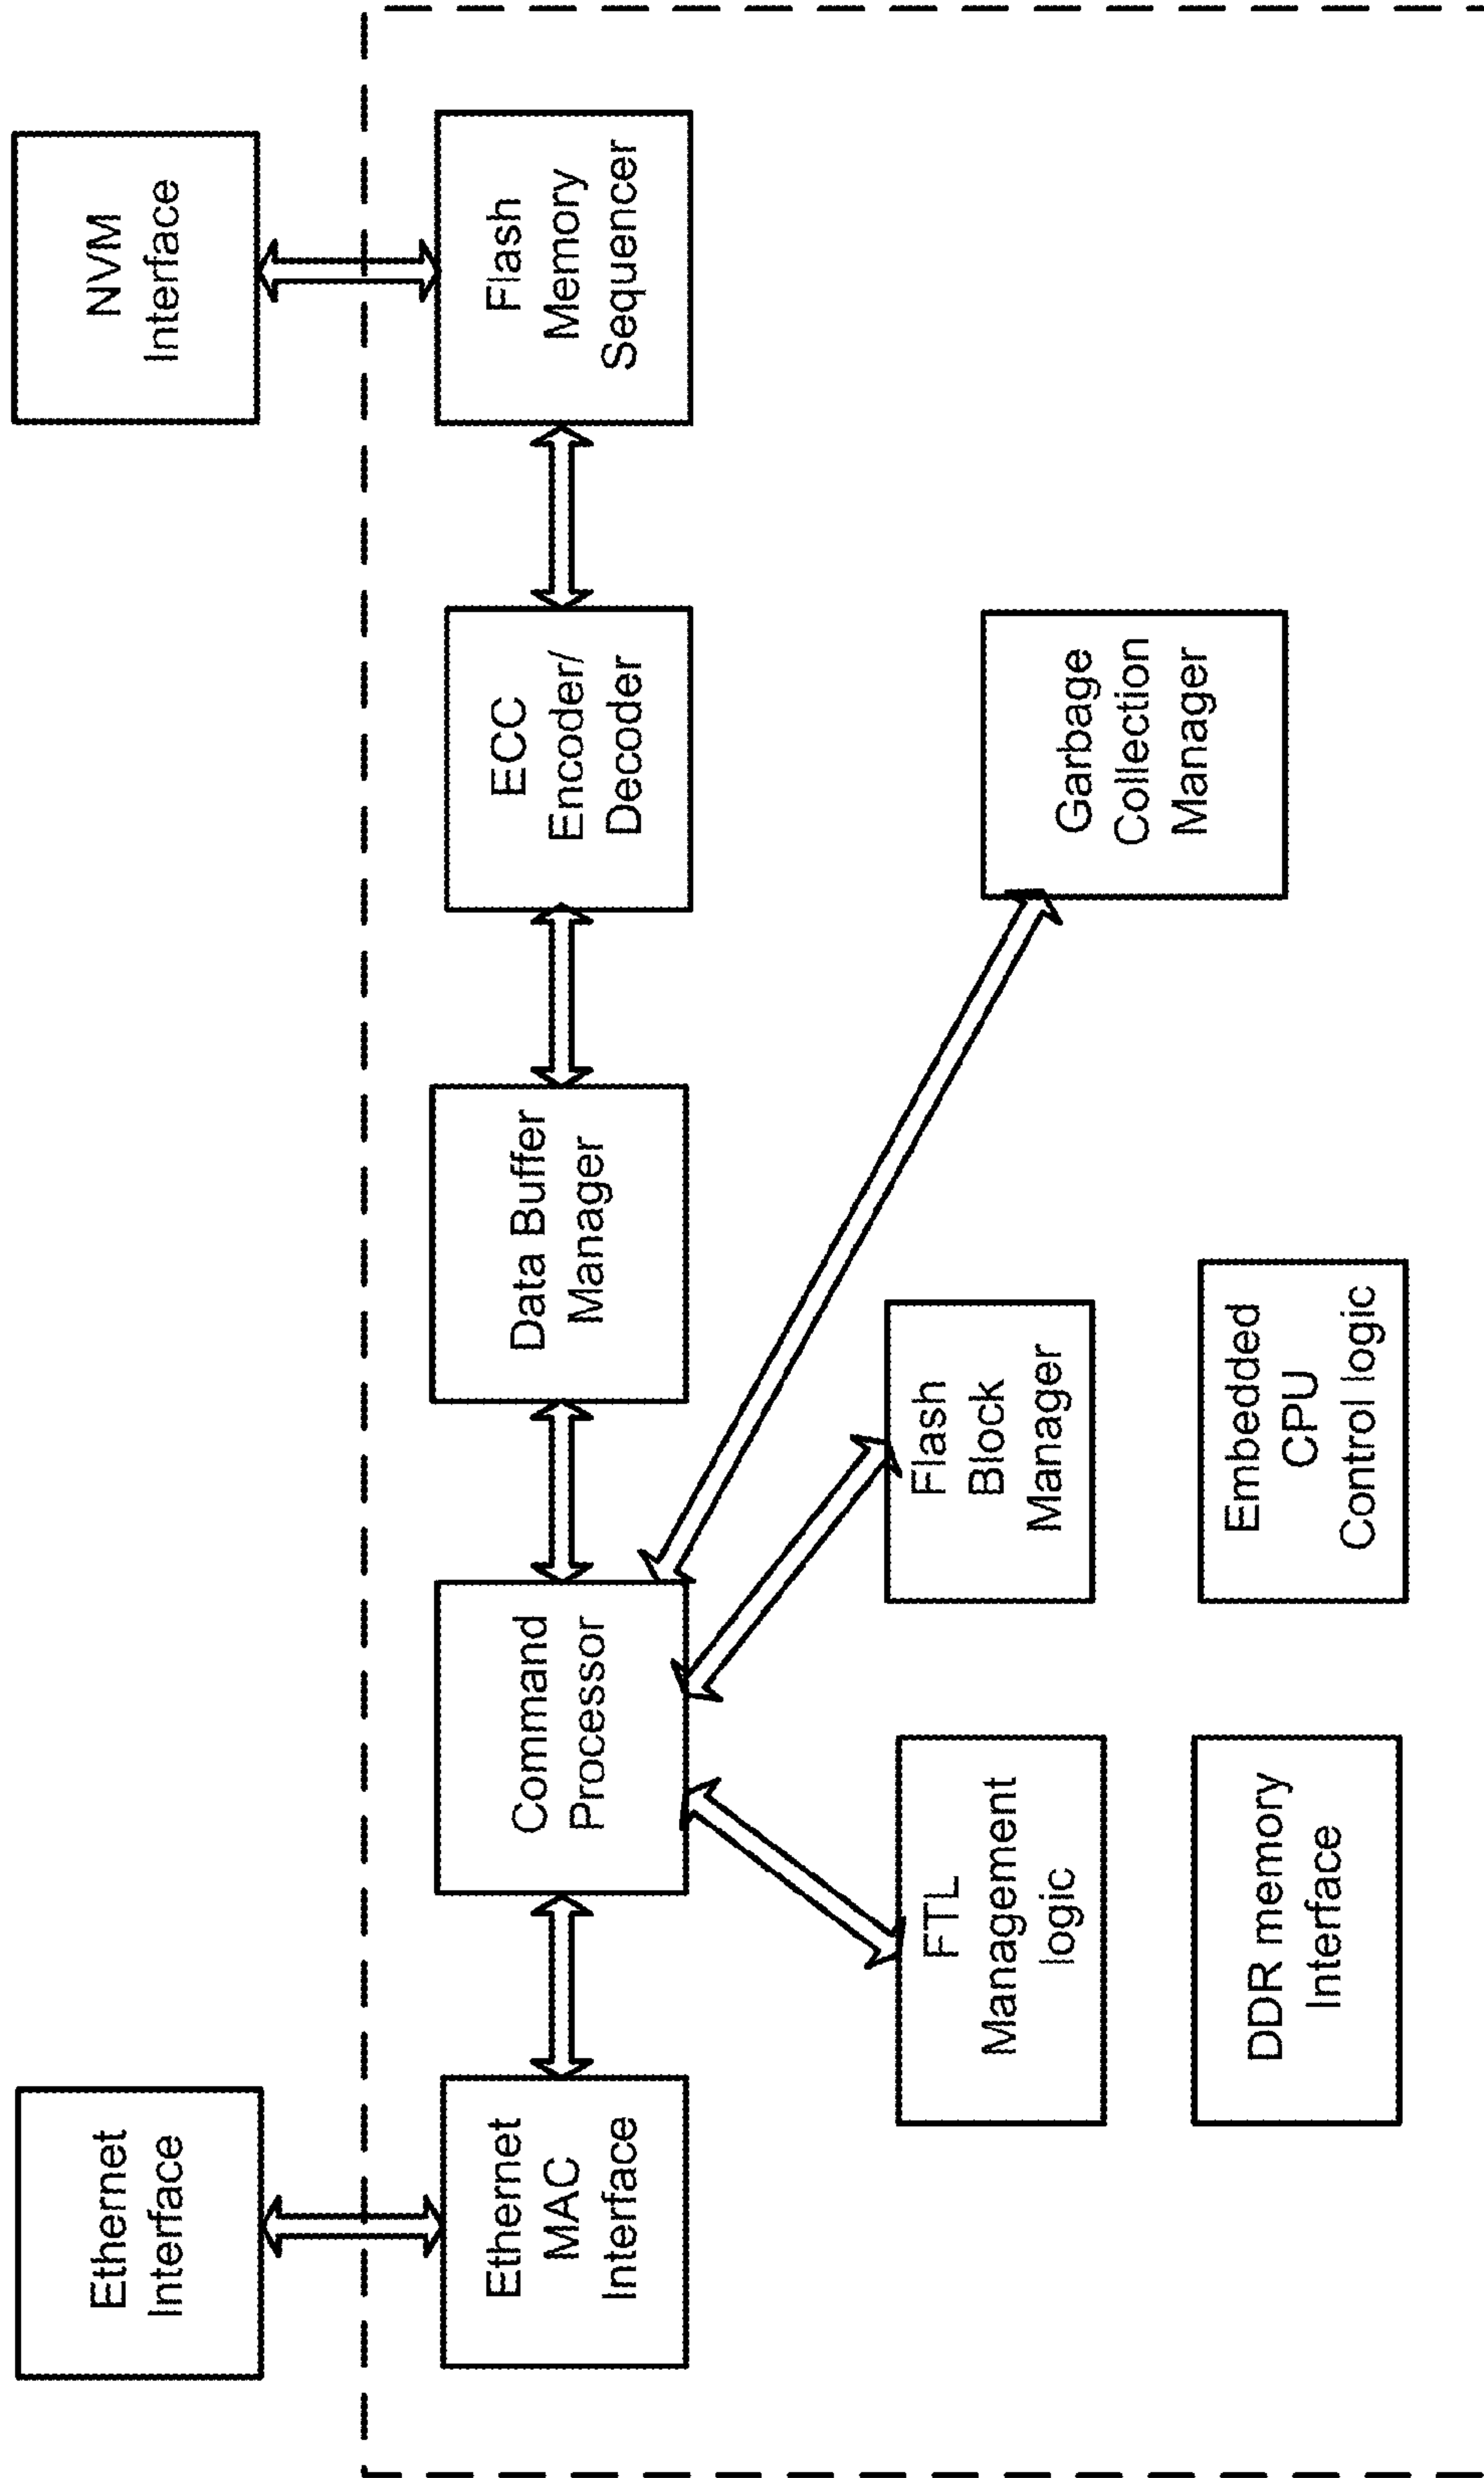 Ethernet
Interface
NVM
Interface
Ethernet
MAC
Interface
Command
Processor
Data Buffer
Manager
ECC
Encoder/
Decoder
Flash
Memory
Sequencer
FTL
Management
logic
Flash
Block
Manager
Garbage
Collection
Manager
DDR memory
Interface
Embedded
CPU
Control logic